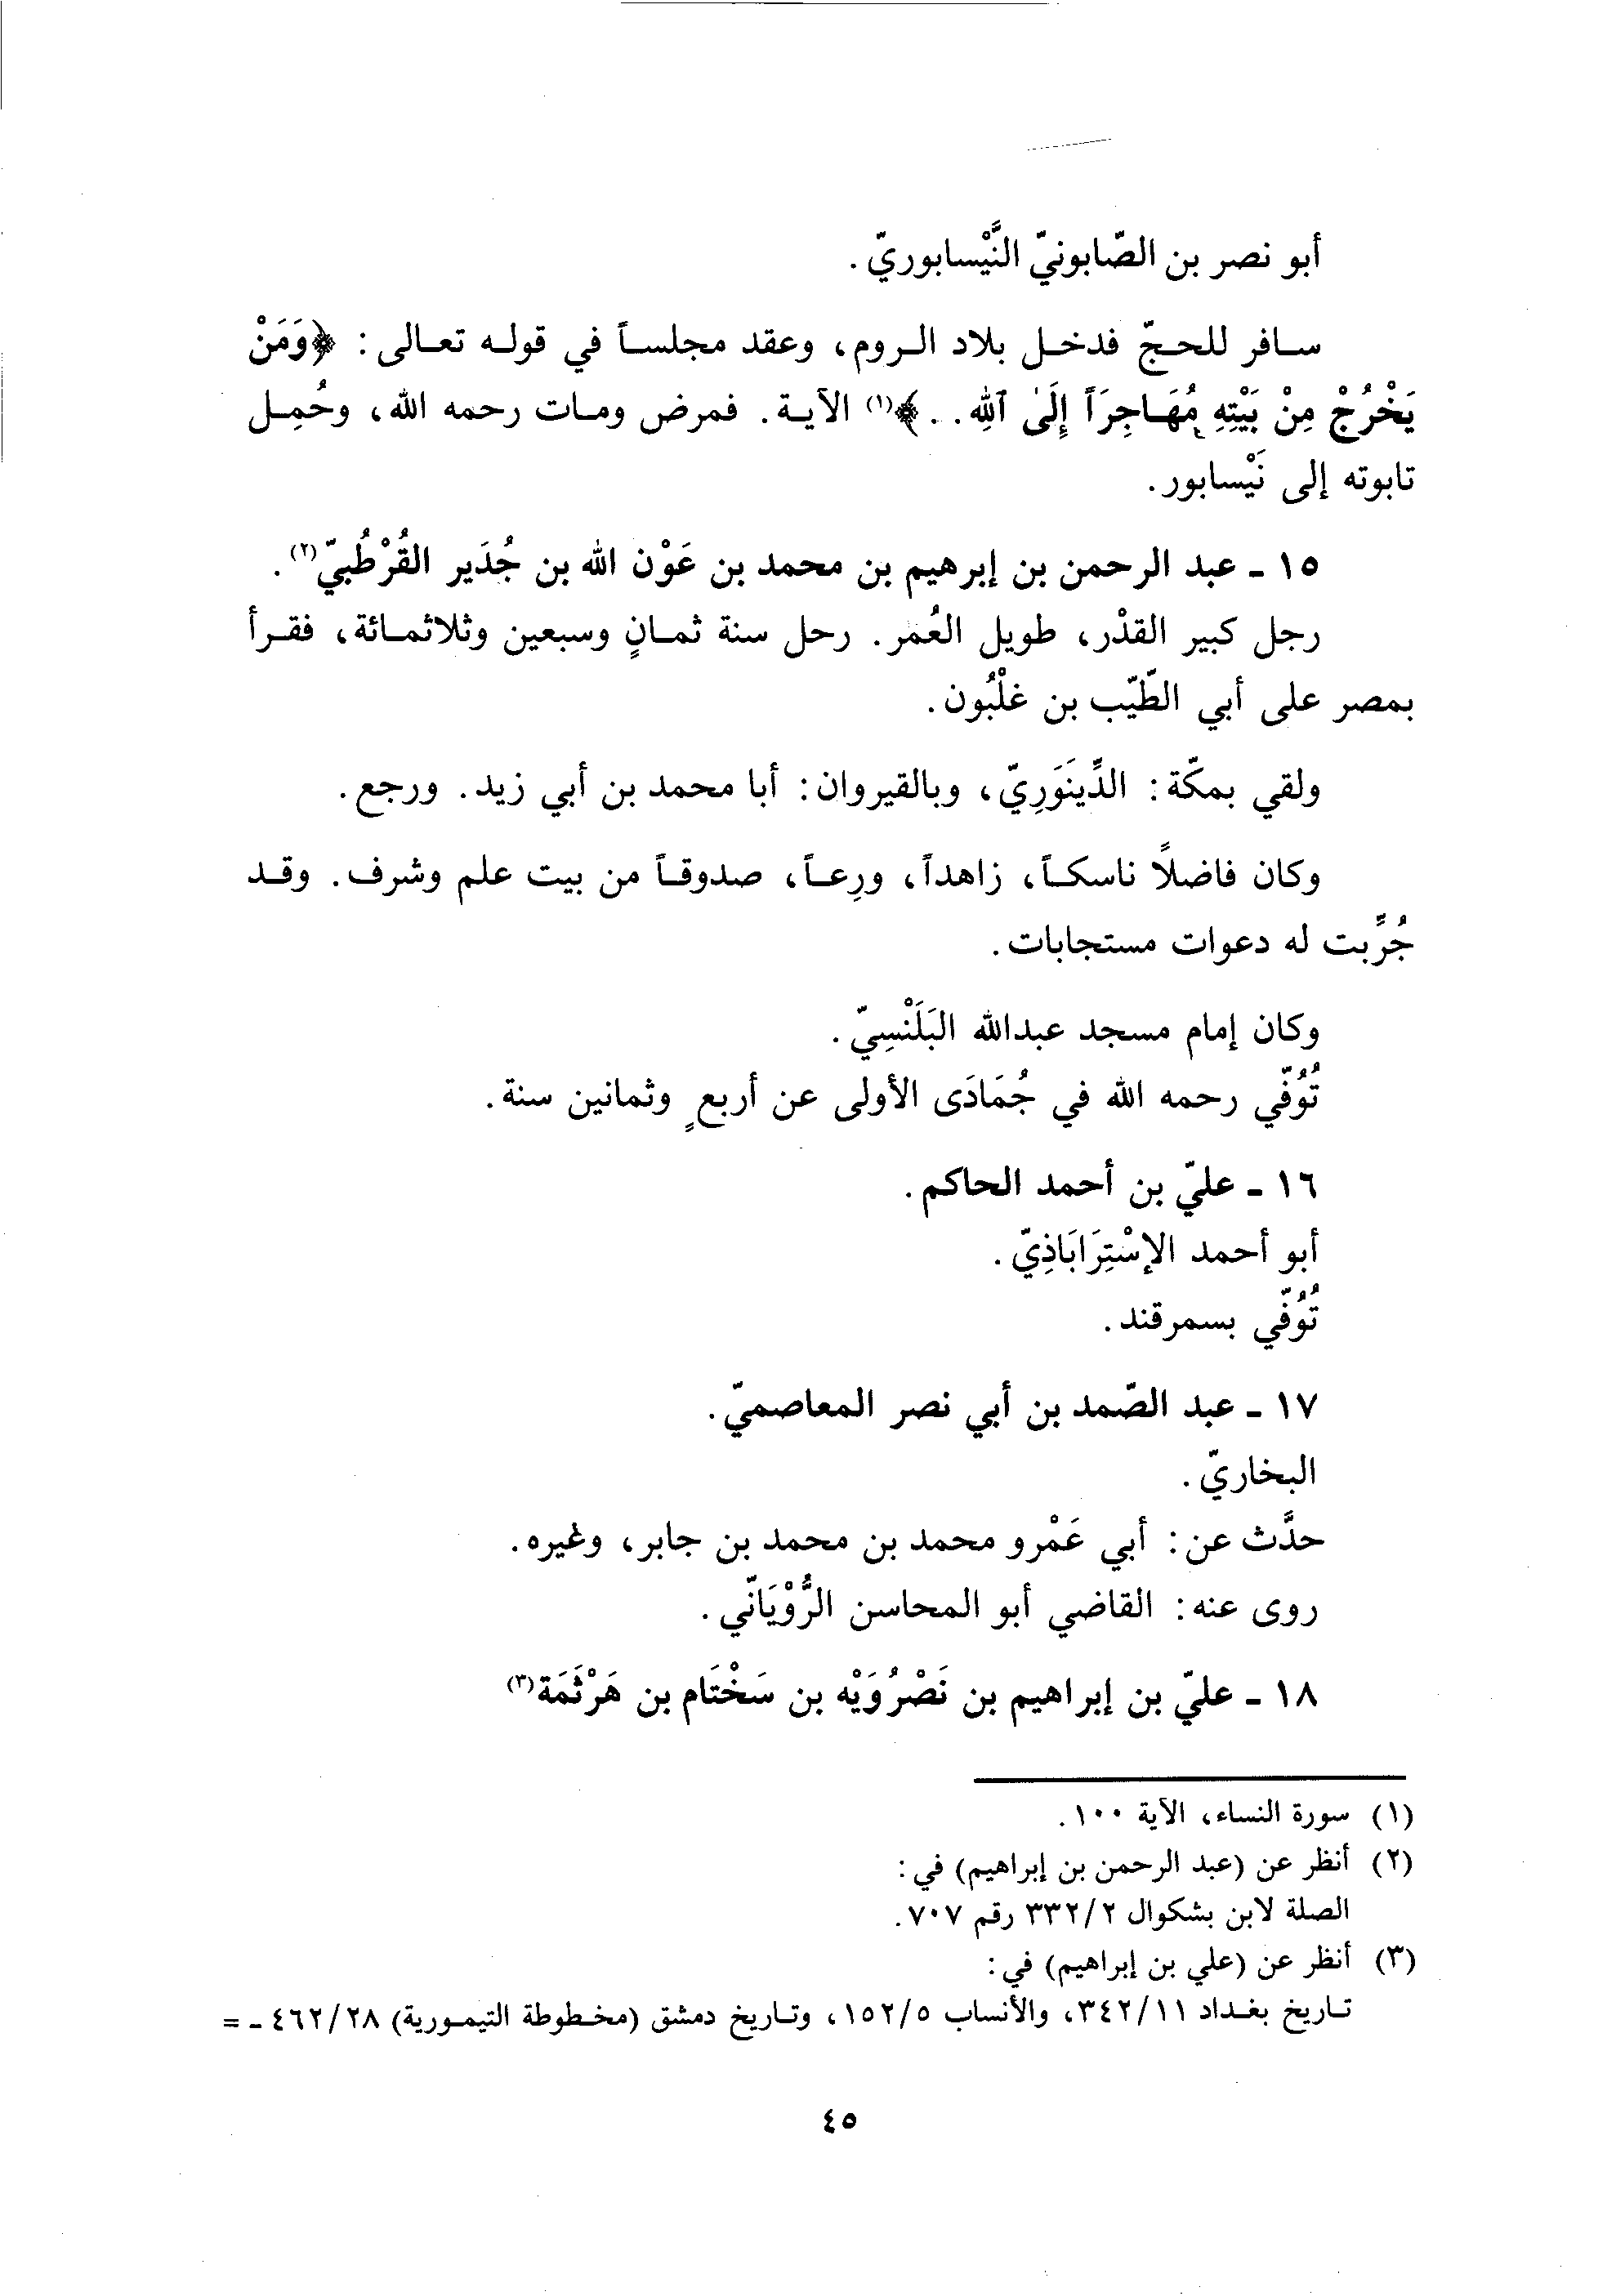 أبو نصر بن الصّابونيّ النَّيْسابوريّ.
سافر للحجّ فدخل بلاد الروم، وعقد مجلساً في قوله تعالى: ﴿وَمَنْ
يَخْرُجْ مِنْ بَيْتِهِ مُهَاجِرَاً إِلَىٰ ٱللهِ..﴾(١) الآية. فمرض ومات رحمه الله، وحُمِل
تابوته إلى نَيْسابور.
١٥ ـ عبد الرحمن بن إبرهيم بن محمد بن عَوْن الله بن جُدَير القُرْطُبيّ(٢).
رجل كبير القدْر، طويل العُمر. رحل سنة ثمانٍ وسبعين وثلاثمائة، فقرأ
بمصر على أبي الطّيّب بن غلْبُون.
ولقي بمكّة: الدِّينَوَرِيّ، وبالقيروان: أبا محمد بن أبي زيد. ورجع.
وكان فاضلًا ناسكاً، زاهداً، ورِعاً، صدوقاً من بيت علم وشرف. وقد
جُرِّبت له دعوات مستجابات.
وكان إمام مسجد عبدالله البَلَنْسِيّ.
تُوُفّي رحمه الله في جُمَادَى الأولى عن أربعٍ وثمانين سنة.
١٦ ـ عليّ بن أحمد الحاكم.
أبو أحمد الإسْتِرَابَاذِيّ.
تُوُفّي بسمرقند.
١٧ ـ عبد الصّمد بن أبي نصر المعاصميّ.
البخاريّ.
حدَّث عن: أبي عَمْرو محمد بن محمد بن جابر، وغيره.
روى عنه: القاضي أبو المحاسن الرُّوْيَانّي.
١٨ ـ عليّ بن إبراهيم بن نَصْرُوَيْه بن سَخْتَام بن هَرْثَمَة(٣)
(١) سورة النساء، الآية ١٠٠.
(٢) أنظر عن (عبد الرحمن بن إبراهيم) في:
الصلة لابن بشكوال ٣٣٢/٢ رقم ٧٠٧.
(٣) أنظر عن (علي بن إبراهيم) في:
تاريخ بغداد ٣٤٢/١١، والأنساب ١٥٢/٥، وتاريخ دمشق (مخطوطة التيمورية) ٤٦٢/٢٨ ـ =
٤٥